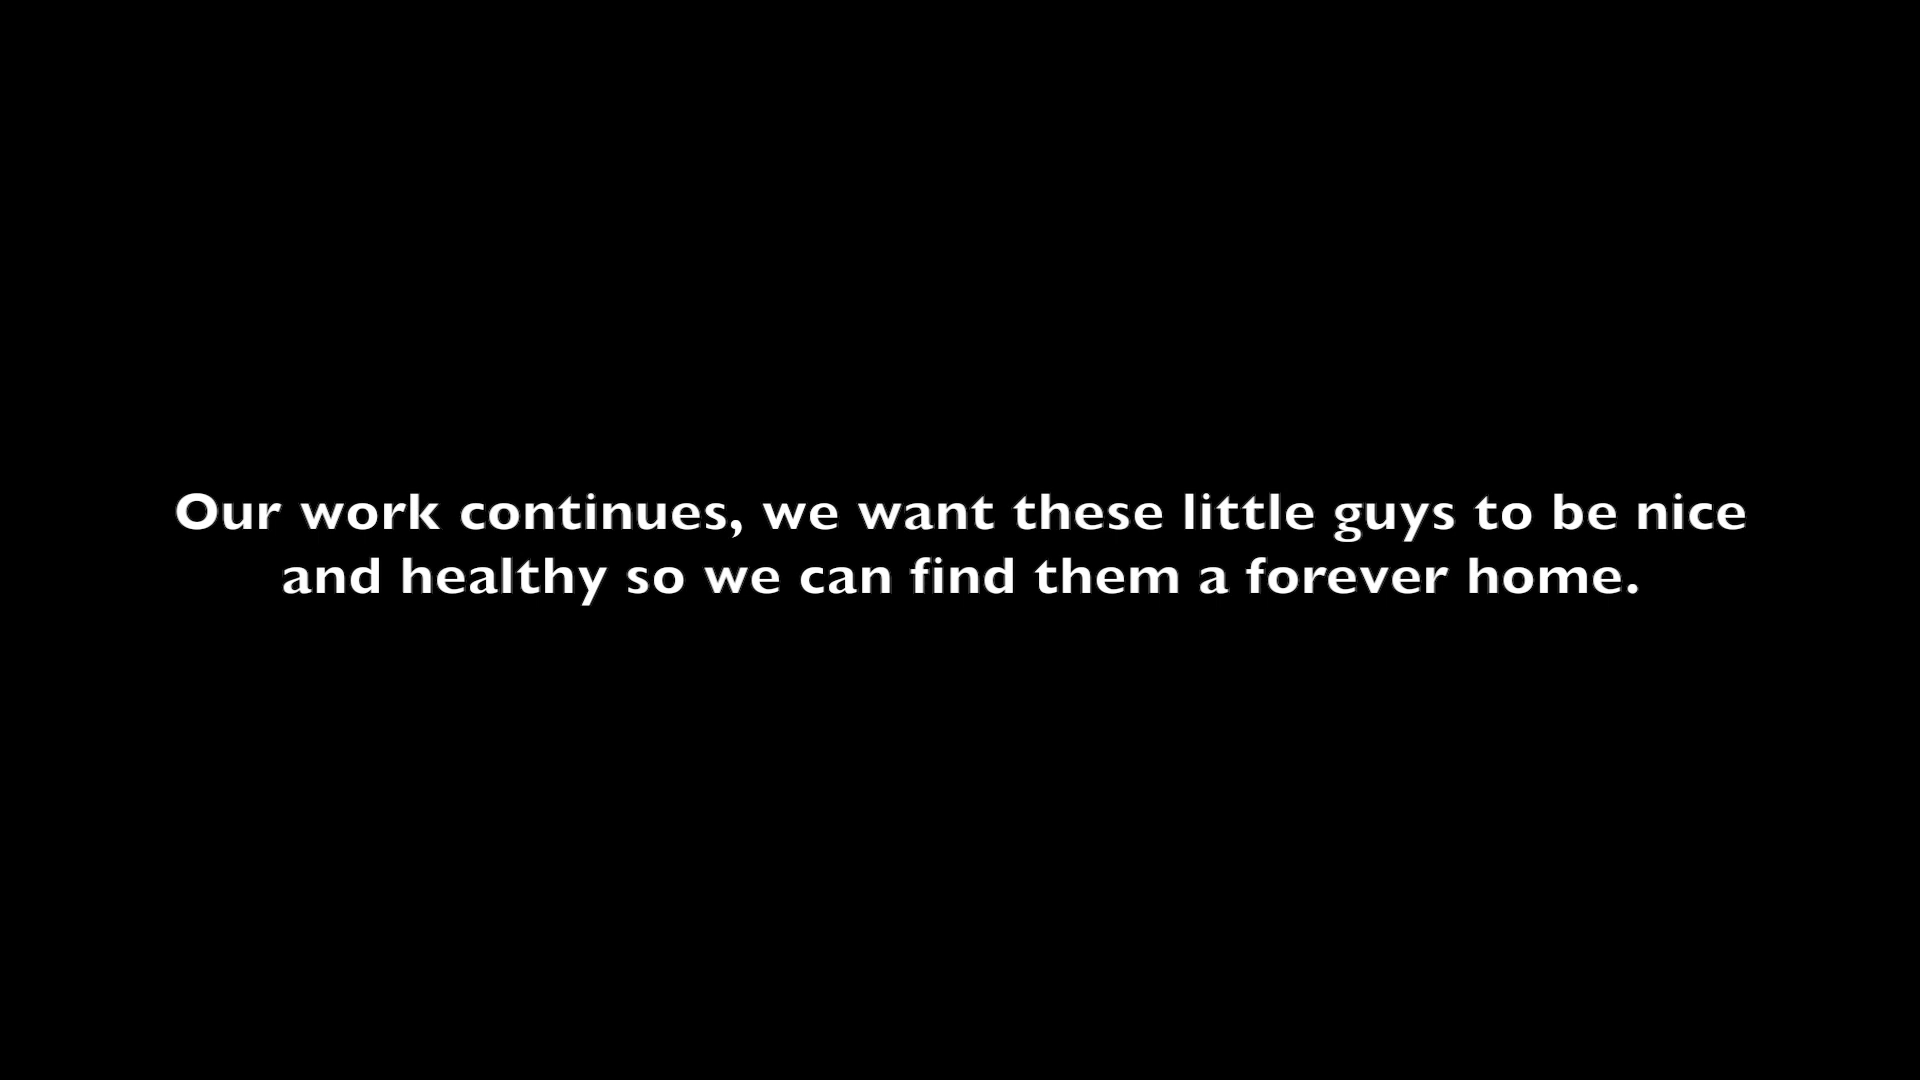 Our work continues, we want these little guys to be nice
and healthy so we can find them a forever home.